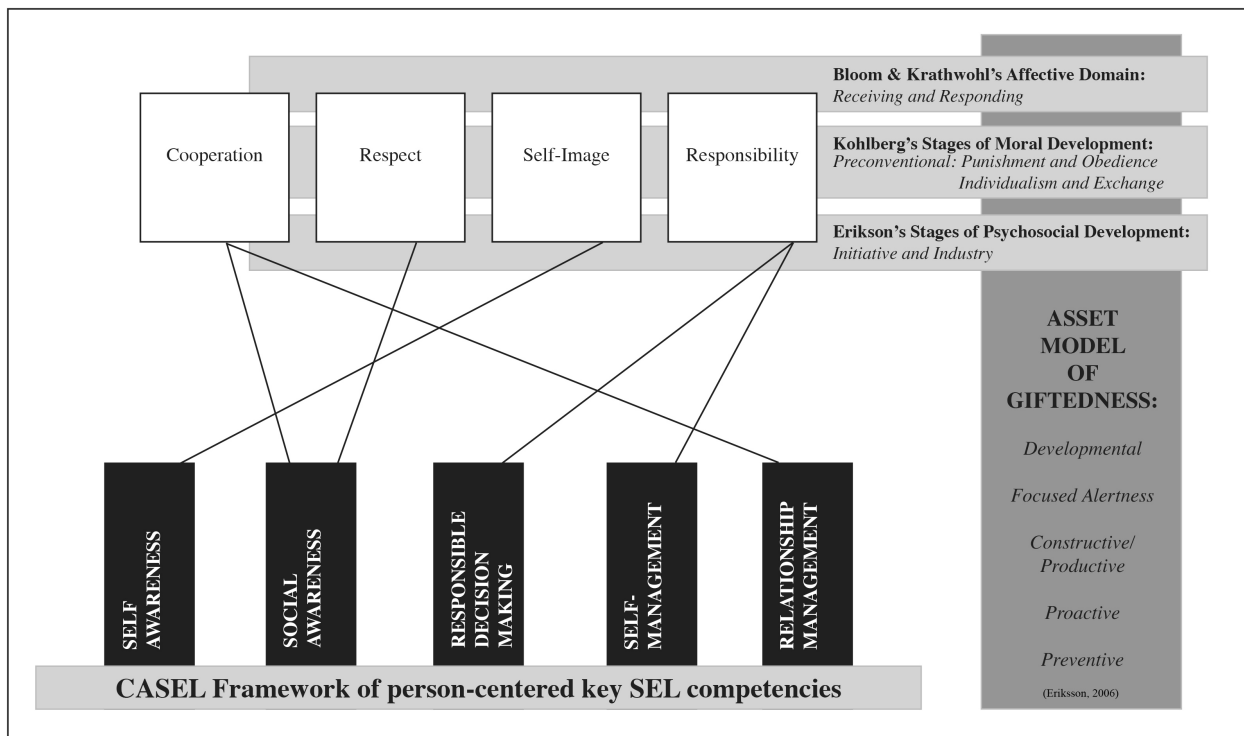 Bloom & Krathwohl's Affective Domain:
Receiving and Responding
Cooperation
Respect
Self-Image
Responsibility
Kohlberg's Stages of Moral Development:
Preconventional: Punishment and Obedience
Individualism and Exchange
Erikson's Stages of Psychosocial Development:
Initiative and Industry
ASSET
MODEL
OF
GIFTEDNESS:
Developmental
Focused Alertness
Constructive/
Productive
Proactive
Preventive
(Eriksson, 2006)
SELF
AWARENESS
SOCIAL
AWARENESS
RESPONSIBLE
DECISION
MAKING
SELF-
MANAGEMENT
RELATIONSHIP
MANAGEMENT
CASEL Framework of person-centered key SEL competencies